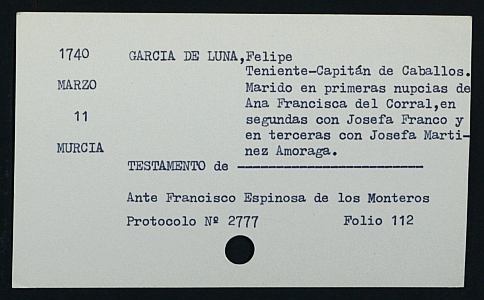 1740 GARCIA DE LUNA,Felipe
Teniente-Capitán de Caballos.
MARZO Marido en primeras nupcias de
Ana Francisca del Corral,en
11 segundas con Josefa Franco y
en terceras con Josefa Marti-
MURCIA nez Amoraga.
TESTAMENTO de --------------------------
Ante Francisco Espinosa de los Monteros
Protocolo Nº 2777 Folio 112